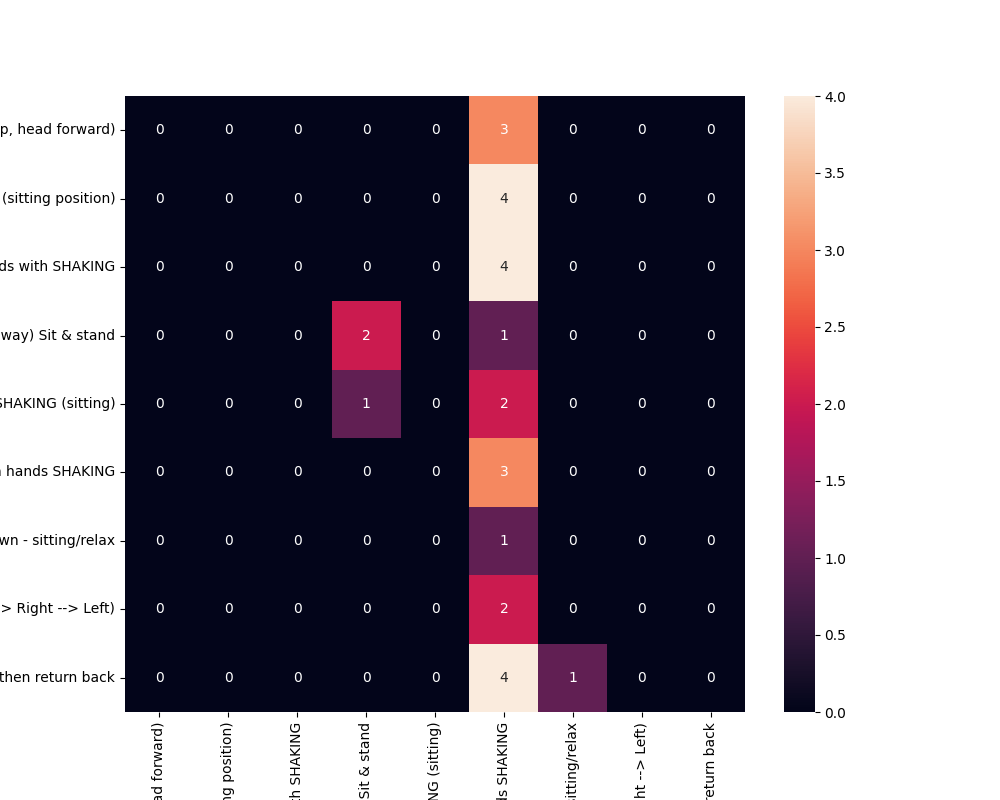 p, head forward) 0 0 0 0 0 3 0 0 0
(sitting position) 0 0 0 0 0 4 0 0 0
ds with SHAKING 0 0 0 0 0 4 0 0 0
way) Sit & stand 0 0 0 2 0 1 0 0 0
SHAKING (sitting) 0 0 0 1 0 2 0 0 0
hands SHAKING 0 0 0 0 0 3 0 0 0
wn - sitting/relax 0 0 0 0 0 1 0 0 0
> Right --> Left) 0 0 0 0 0 2 0 0 0
then return back 0 0 0 0 0 4 1 0 0
ad forward)
ng position)
th SHAKING
Sit & stand
NG (sitting)
ds SHAKING
sitting/relax
ht --> Left)
return back
4.0
3.5
3.0
2.5
2.0
1.5
1.0
0.5
0.0